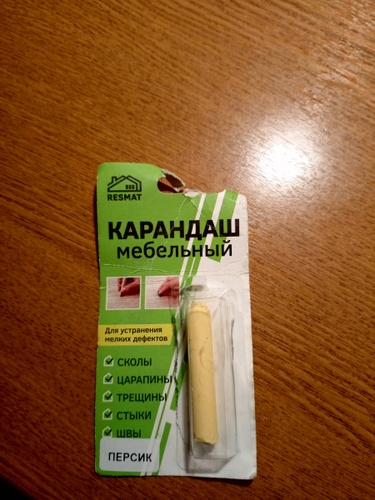 RESMAT
КАРАНДАШ
мебельный
Для устранения
мелких дефектов
СКОЛЫ
ЦАРАПИНЫ
ТРЕЩИНЫ
СТЫКИ
ШВЫ
ПЕРСИК